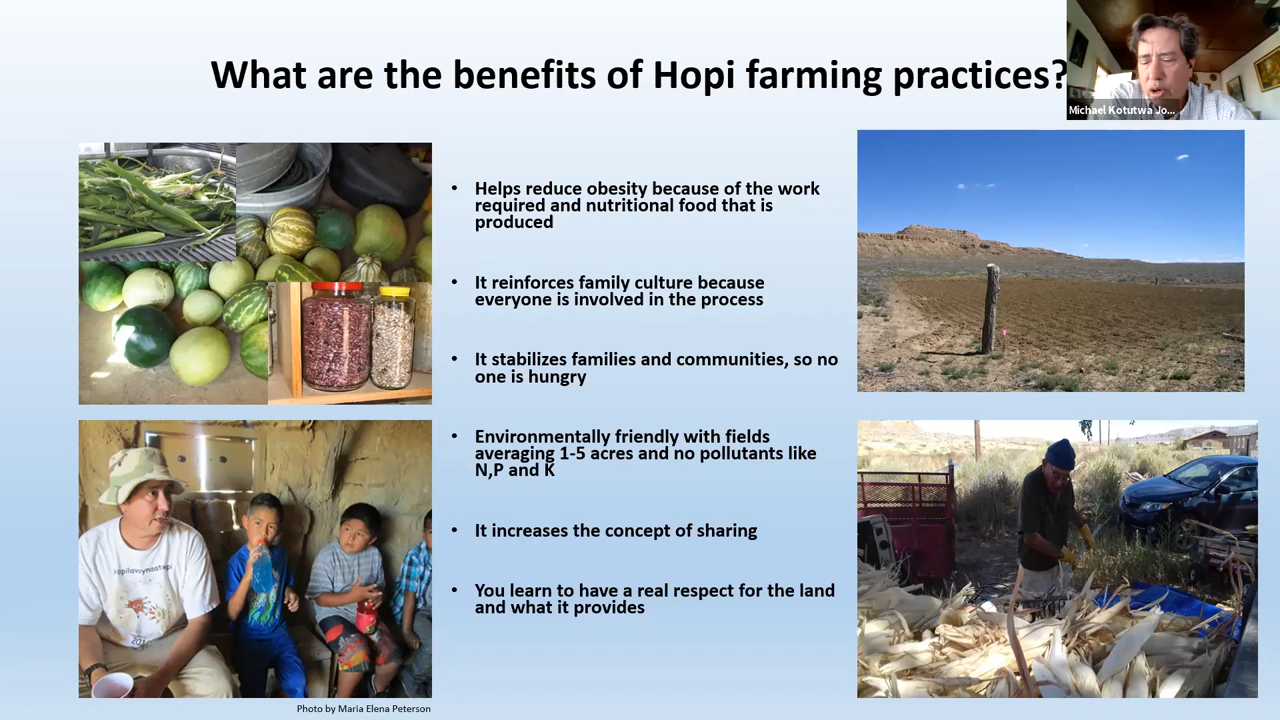 What are the benefits of Hopi farming practices?
Michael Kotutwa Jo...
• Helps reduce obesity because of the work
required and nutritional food that is
produced
• It reinforces family culture because
everyone is involved in the process
• It stabilizes families and communities, so no
one is hungry
• Environmentally friendly with fields
averaging 1-5 acres and no pollutants like
N,P and K
• It increases the concept of sharing
• You learn to have a real respect for the land
and what it provides
Photo by Maria Elena Peterson